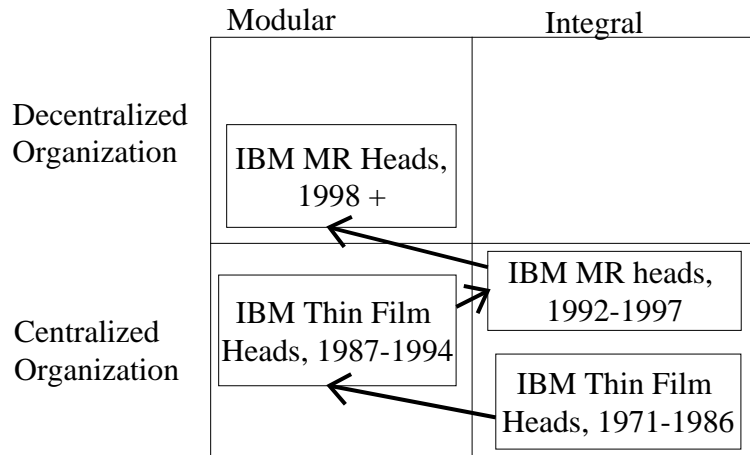 Modular
Integral
Decentralized
Organization
IBM MR Heads,
1998 +
IBM MR heads,
1992-1997
Centralized
Organization
IBM Thin Film
Heads, 1987-1994
IBM Thin Film
Heads, 1971-1986